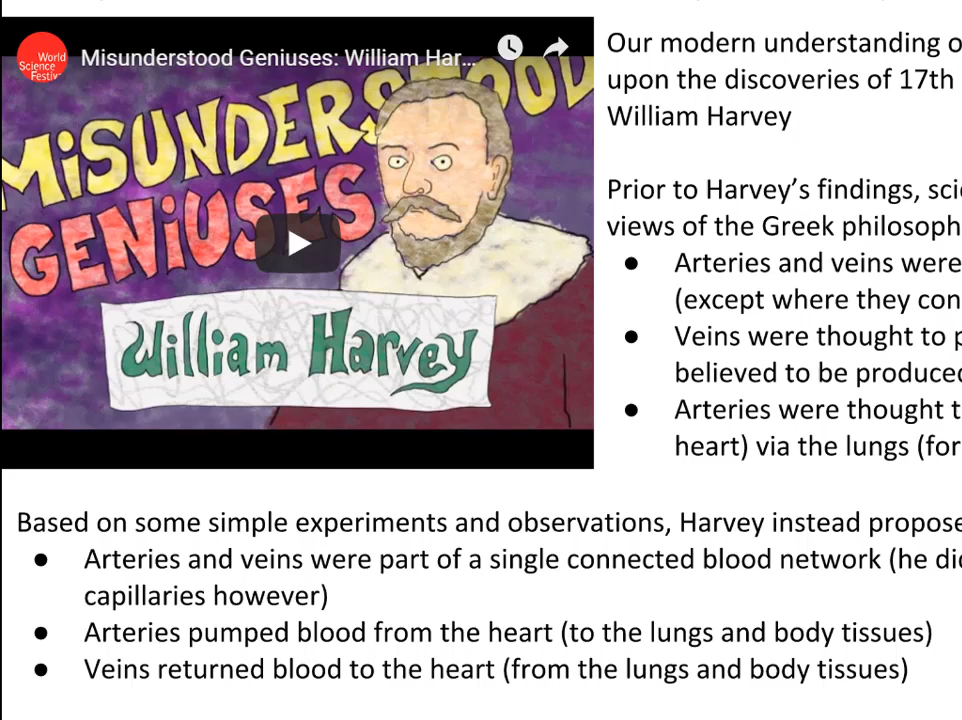 World
Science
Festiv
Misunderstood Geniuses: William Har...
MiSUNDERSTOOD
GENiUSES
William Harvey
Our modern understanding o
upon the discoveries of 17th
William Harvey
Prior to Harvey's findings, scie
views of the Greek philosoph
● Arteries and veins were
(except where they con
● Veins were thought to p
believed to be produced
● Arteries were thought t
heart) via the lungs (for
Based on some simple experiments and observations, Harvey instead propose
● Arteries and veins were part of a single connected blood network (he did
capillaries however)
● Arteries pumped blood from the heart (to the lungs and body tissues)
● Veins returned blood to the heart (from the lungs and body tissues)